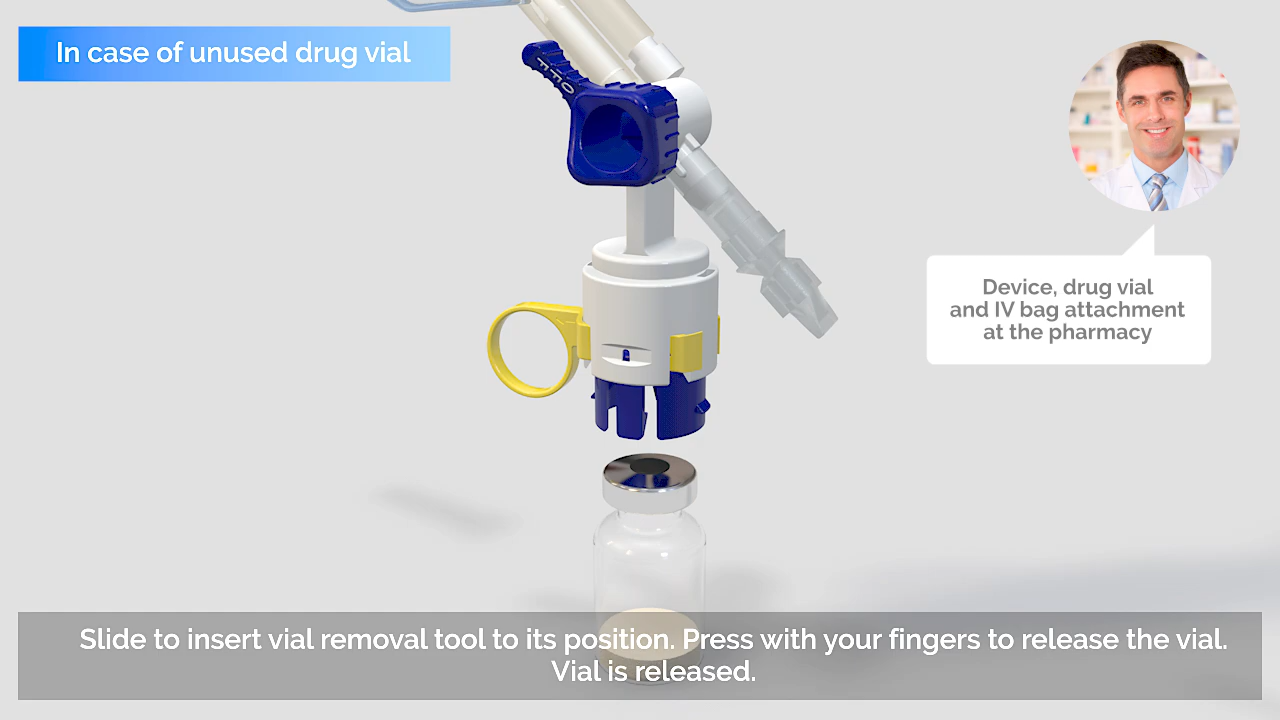 In case of unused drug vial
OFF
Device, drug vial
and IV bag attachment
at the pharmacy
Slide to insert vial removal tool to its position. Press with your fingers to release the vial.
Vial is released.